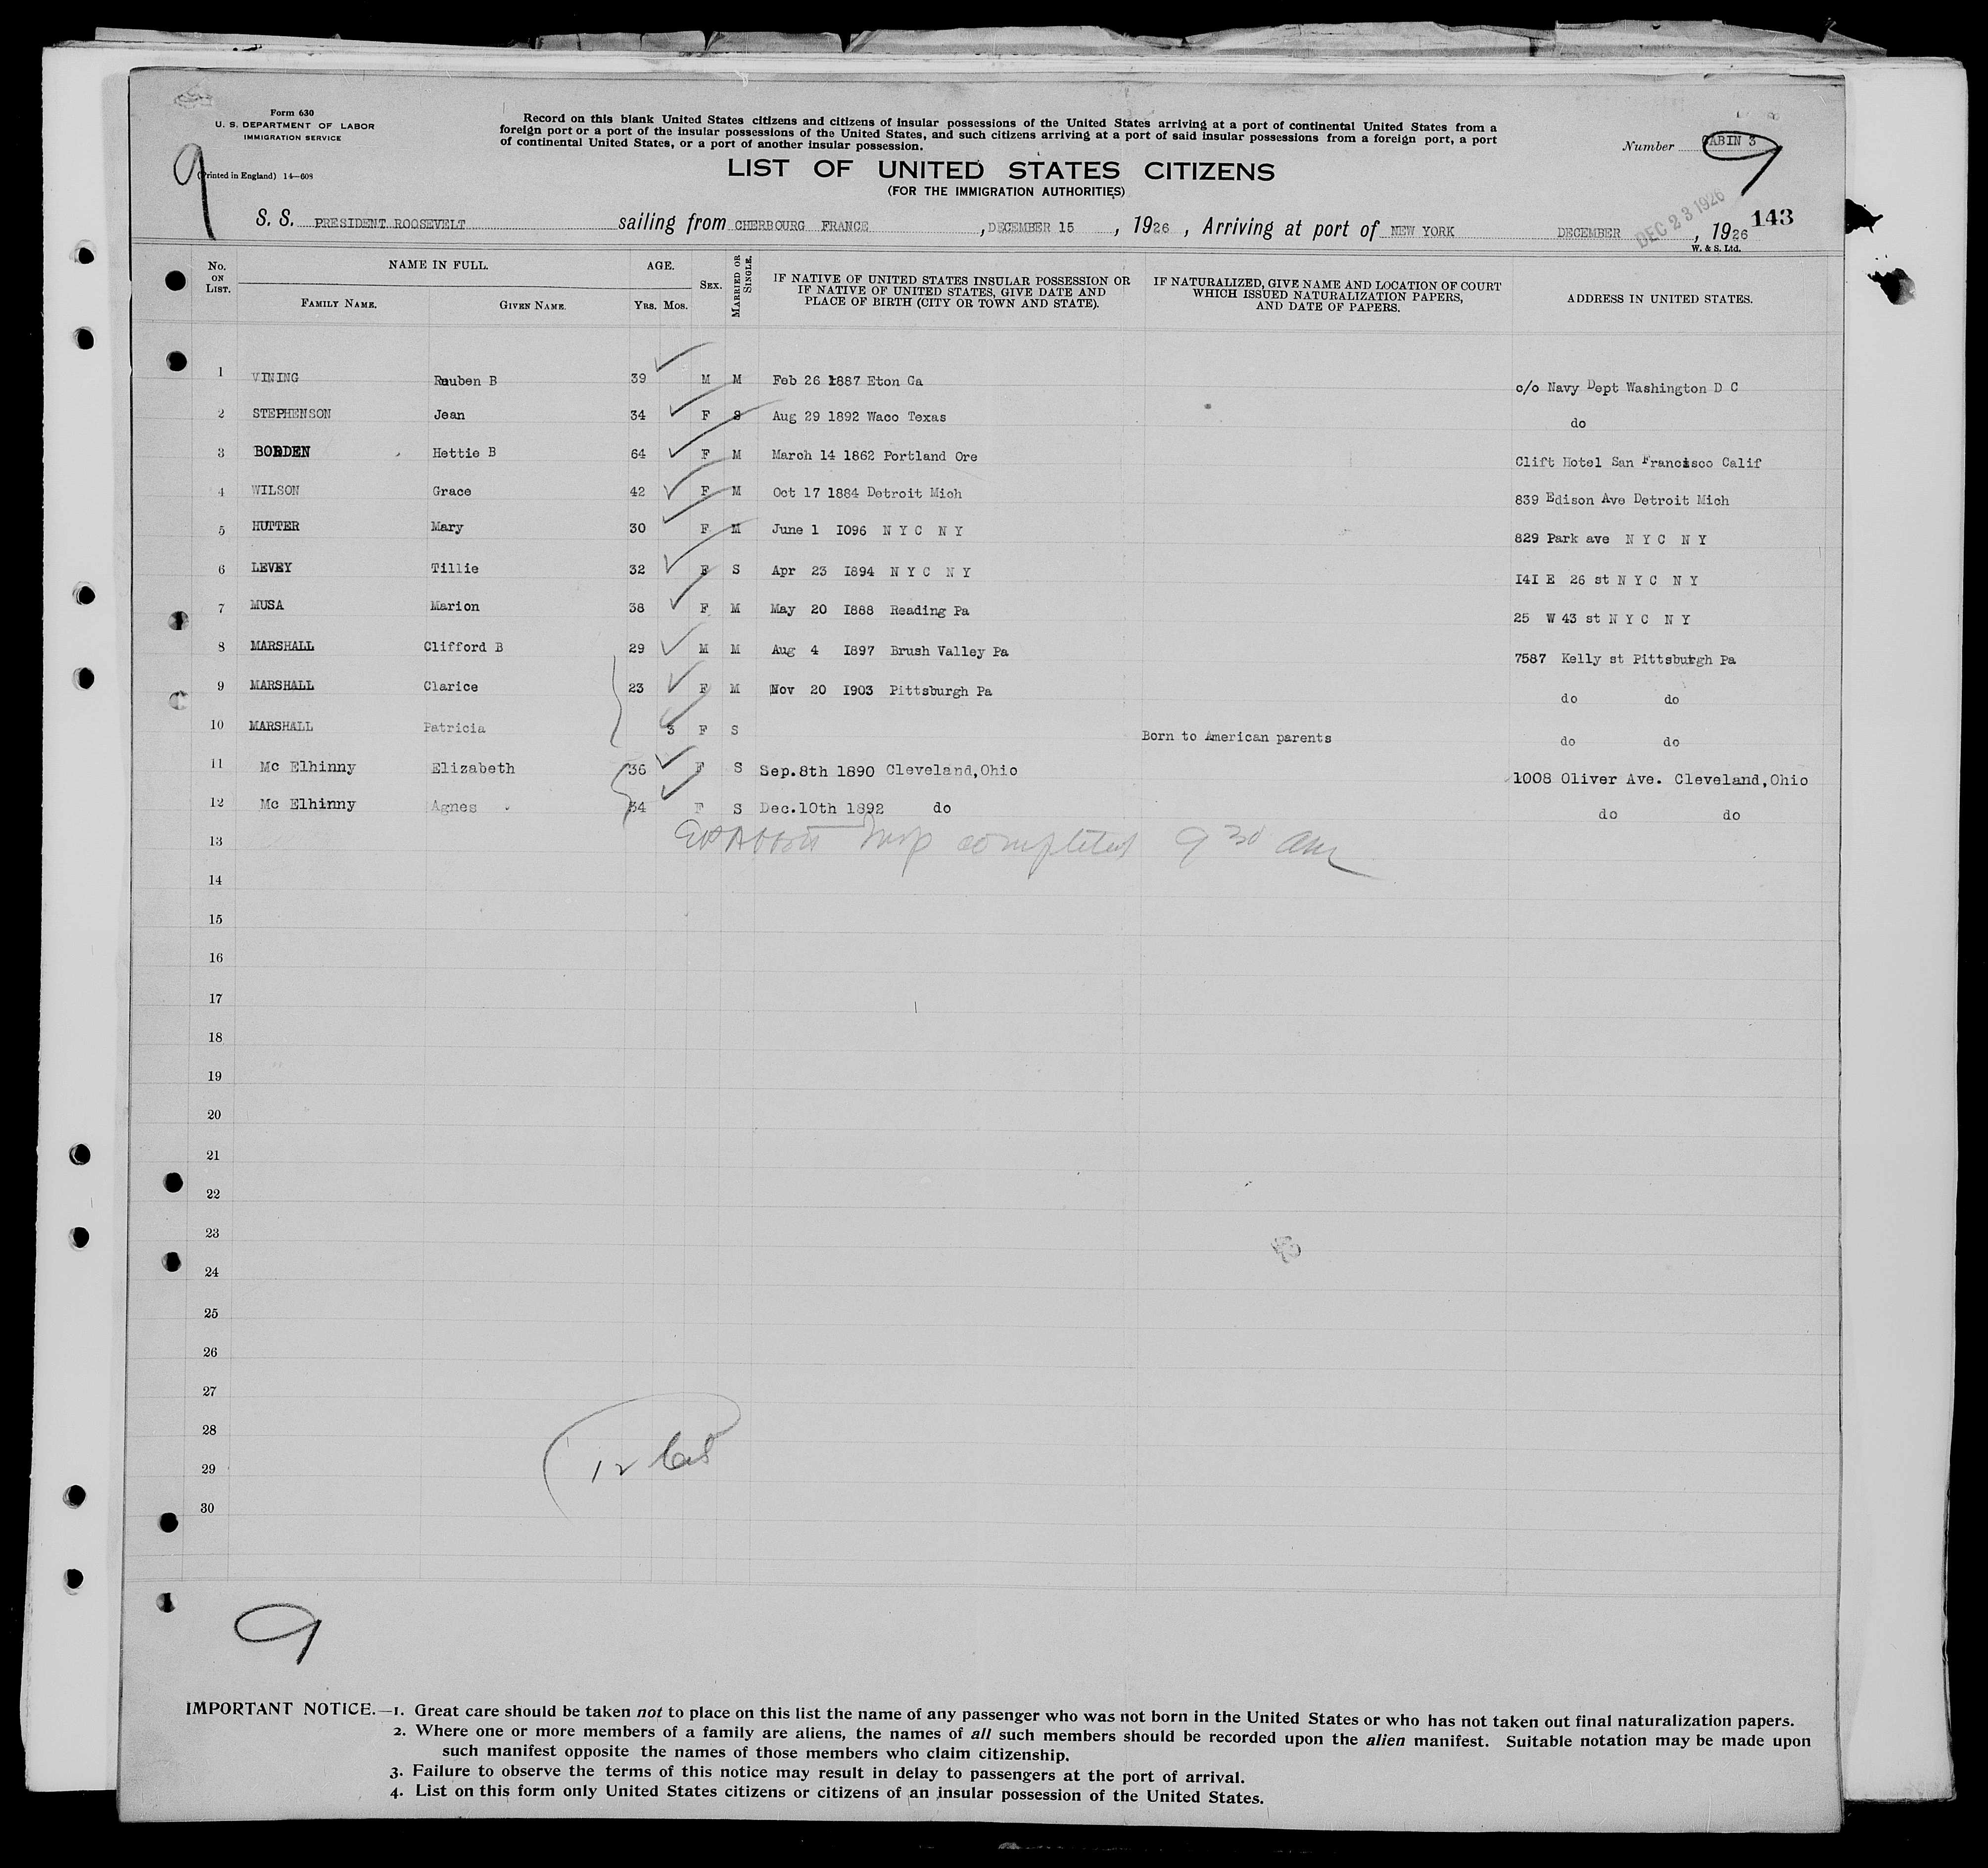 Form 630
U. S. DEPARTMENT OF LABOR
IMMIGRATION SERVICE
(Printed in England) 14—608
9
Record on this blank United States citizens and citizens of insular possessions of the United States arriving at a port of continental United States from a
foreign port or a port of the insular possessions of the United States, and such citizens arriving at a port of said insular possessions from a foreign port, a port
of continental United States, or a port of another insular possession.
Number CABIN 3
9
LIST OF UNITED STATES CITIZENS
(FOR THE IMMIGRATION AUTHORITIES)
S. S. PRESIDENT ROOSEVELT sailing from CHERBOURG FRANCE , DECEMBER 15 , 1926 , Arriving at port of NEW YORK DECEMBER DEC 23 1926 , 1926 143
W. & S. Ltd.
No. ON LIST. NAME IN FULL. AGE. SEX. MARRIED OR SINGLE. IF NATIVE OF UNITED STATES INSULAR POSSESSION OR IF NATIVE OF UNITED STATES, GIVE DATE AND PLACE OF BIRTH (CITY OR TOWN AND STATE). IF NATURALIZED, GIVE NAME AND LOCATION OF COURT WHICH ISSUED NATURALIZATION PAPERS, AND DATE OF PAPERS. ADDRESS IN UNITED STATES.
FAMILY NAME. GIVEN NAME. Yrs. Mos.
1 VINING Reuben B 39 M M Feb 26 1887 Eton Ga c/o Navy Dept Washington D C
2 STEPHENSON Jean 34 F S Aug 29 1892 Waco Texas do
3 BORDEN Hettie B 64 F M March 14 1862 Portland Ore Clift Hotel San Francisco Calif
4 WILSON Grace 42 F M Oct 17 1884 Detroit Mich 839 Edison Ave Detroit Mich
5 HUTTER Mary 30 F M June 1 I096 N Y C N Y 829 Park ave N Y C N Y
6 LEVEY Tillie 32 F S Apr 23 I894 N Y C N Y I4I E 26 st N Y C N Y
7 MUSA Marion 38 F M May 20 I888 Reading Pa 25 W 43 st N Y C N Y
8 MARSHALL Clifford B 29 M M Aug 4 I897 Brush Valley Pa 7587 Kelly st Pittsburgh Pa
9 MARSHALL Clarice 23 F M Nov 20 I903 Pittsburgh Pa do do
10 MARSHALL Patricia 3 F S Born to American parents do do
11 Mc Elhinny Elizabeth 36 F S Sep.8th 1890 Cleveland,Ohio 1008 Oliver Ave. Cleveland,Ohio
12 Mc Elhinny Agnes 34 F S Dec.10th 1892 do do do
13 Insp completed 9 30 am
14
15
16
17
18
19
20
21
22
23
24
25
26
27
28
29 12
30
9
IMPORTANT NOTICE.—1. Great care should be taken not to place on this list the name of any passenger who was not born in the United States or who has not taken out final naturalization papers.
2. Where one or more members of a family are aliens, the names of all such members should be recorded upon the alien manifest. Suitable notation may be made upon
such manifest opposite the names of those members who claim citizenship.
3. Failure to observe the terms of this notice may result in delay to passengers at the port of arrival.
4. List on this form only United States citizens or citizens of an insular possession of the United States.